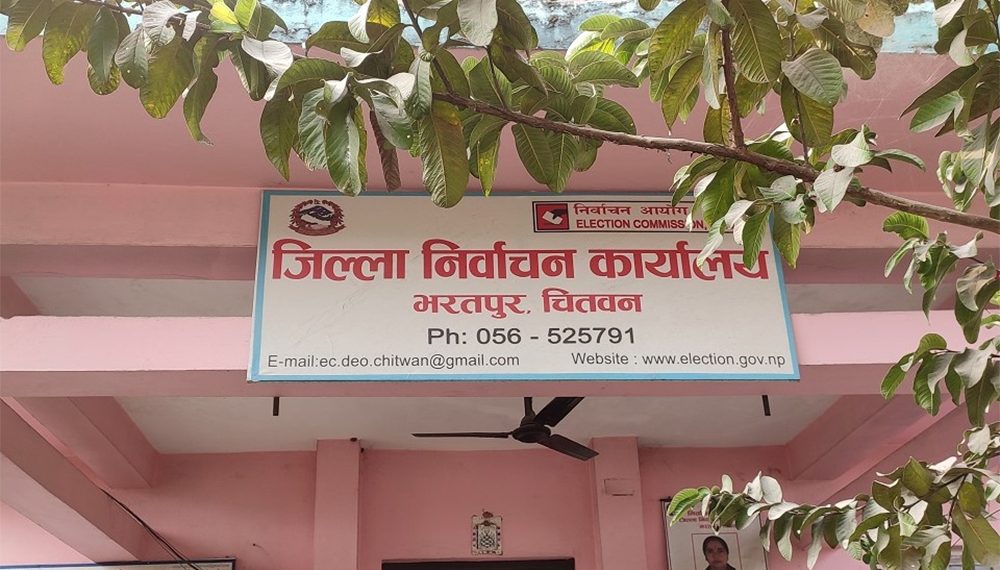 निर्वाचन आयोग
ELECTION COMMISSION,
जिल्ला निर्वाचन कार्यालय
भरतपुर, चितवन
Ph: 056 - 525791
E-mail:ec.deo.chitwan@gmail.com Website : www.election.gov.np